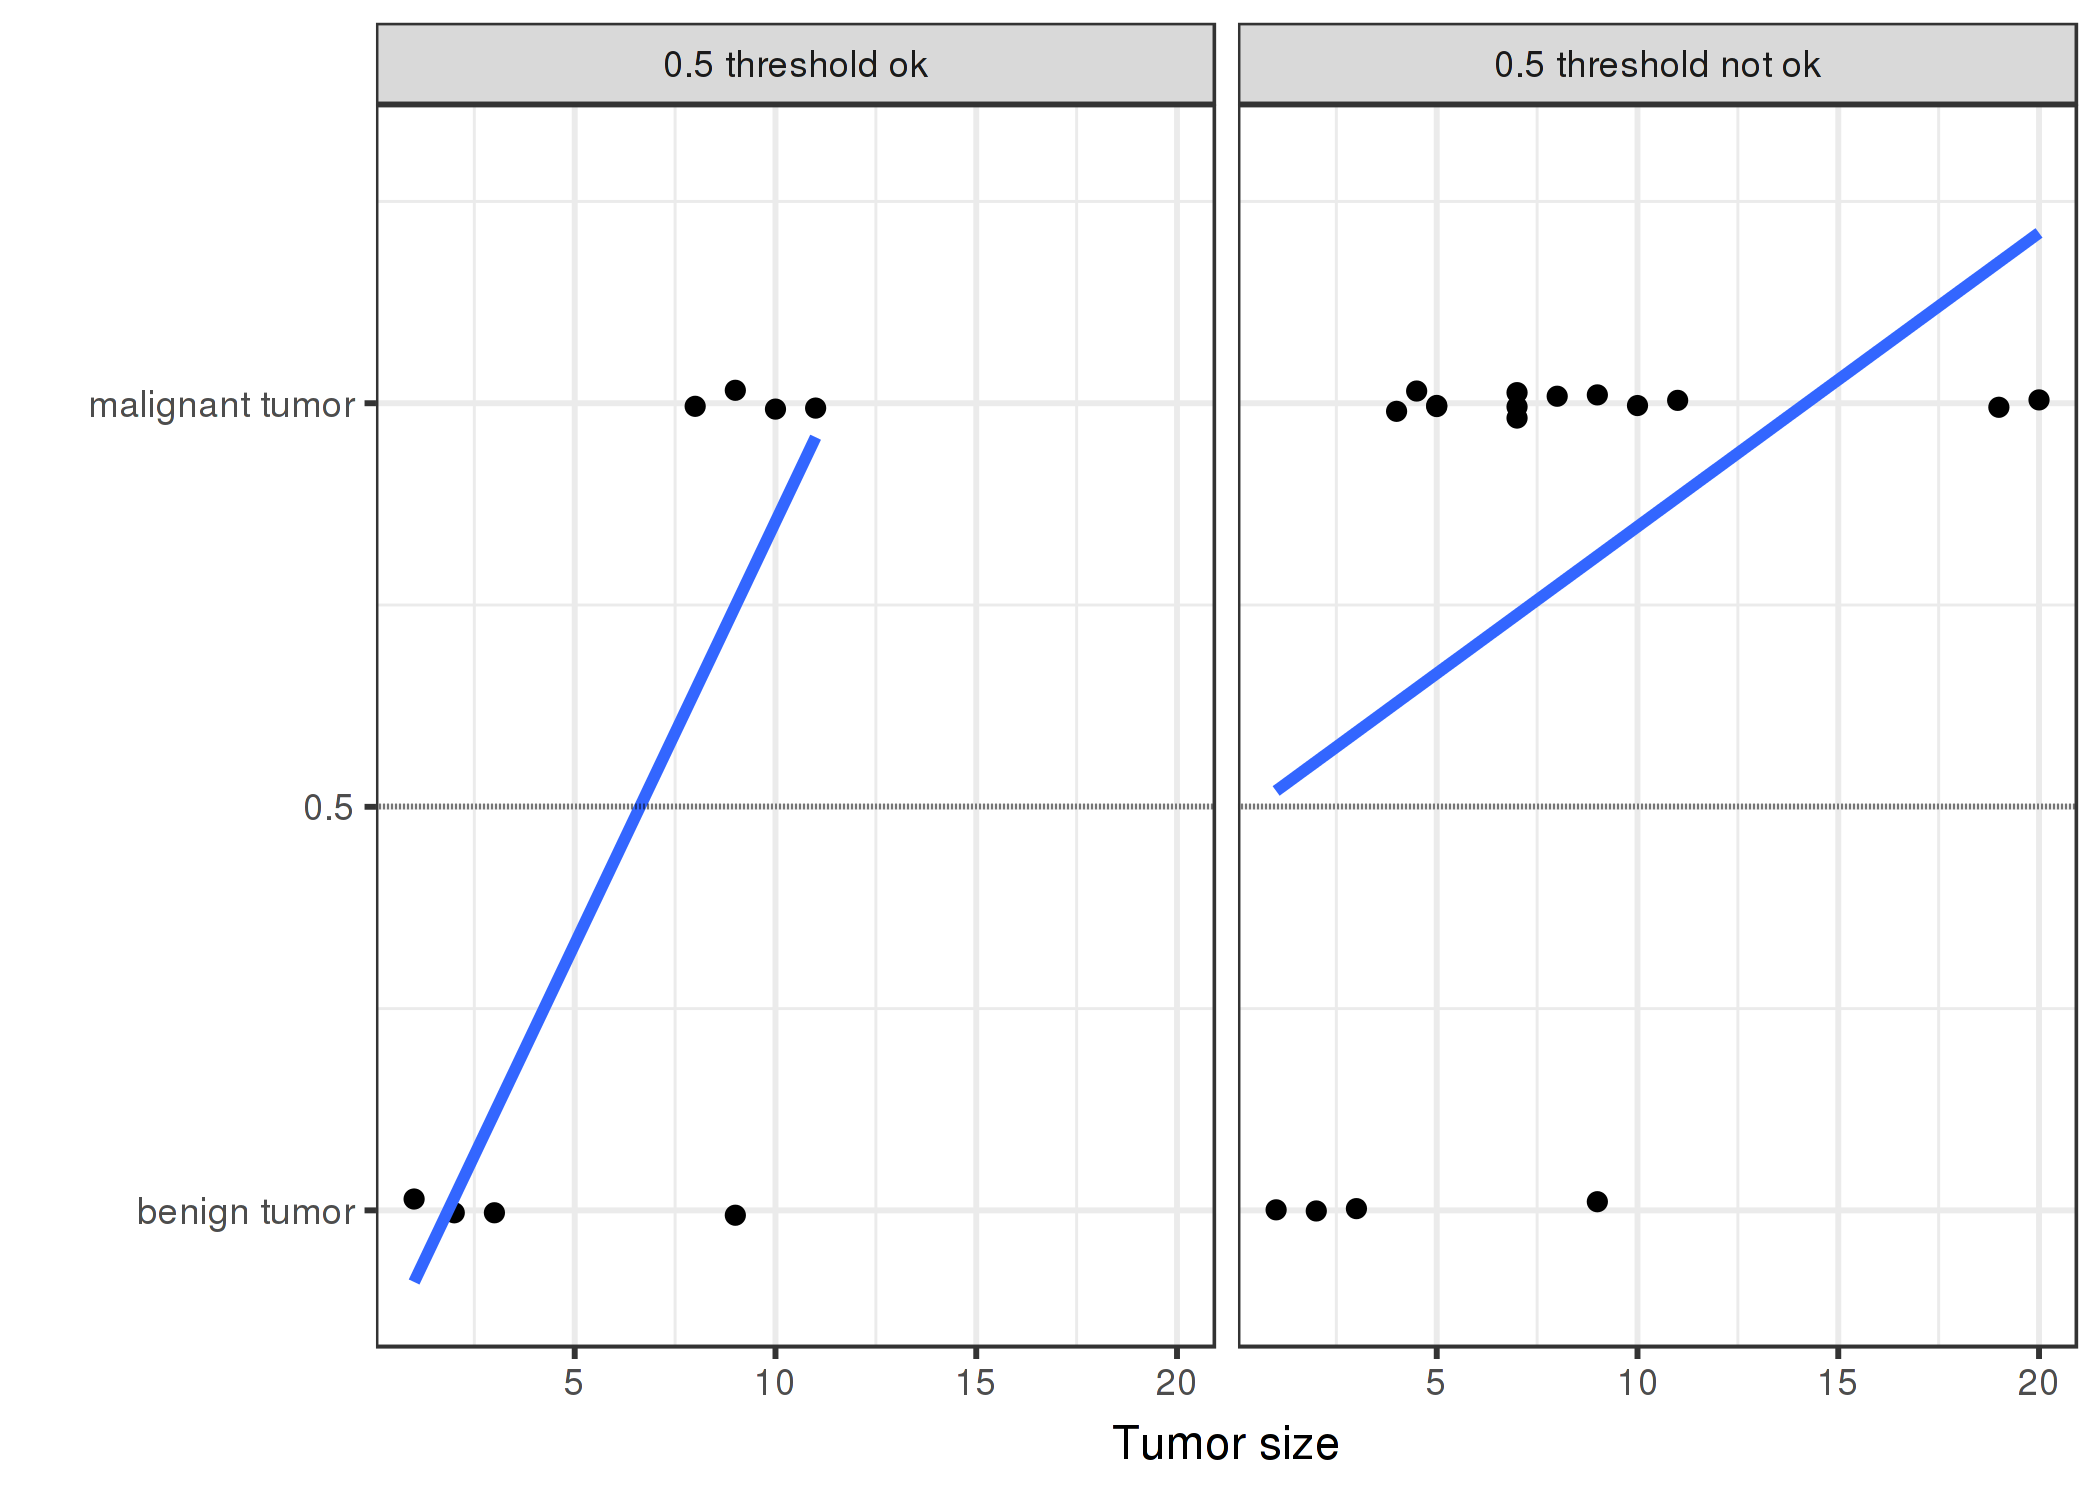 0.5 threshold ok
0.5 threshold not ok
malignant tumor
0.5
benign tumor
5 10 15 20
5 10 15 20
Tumor size